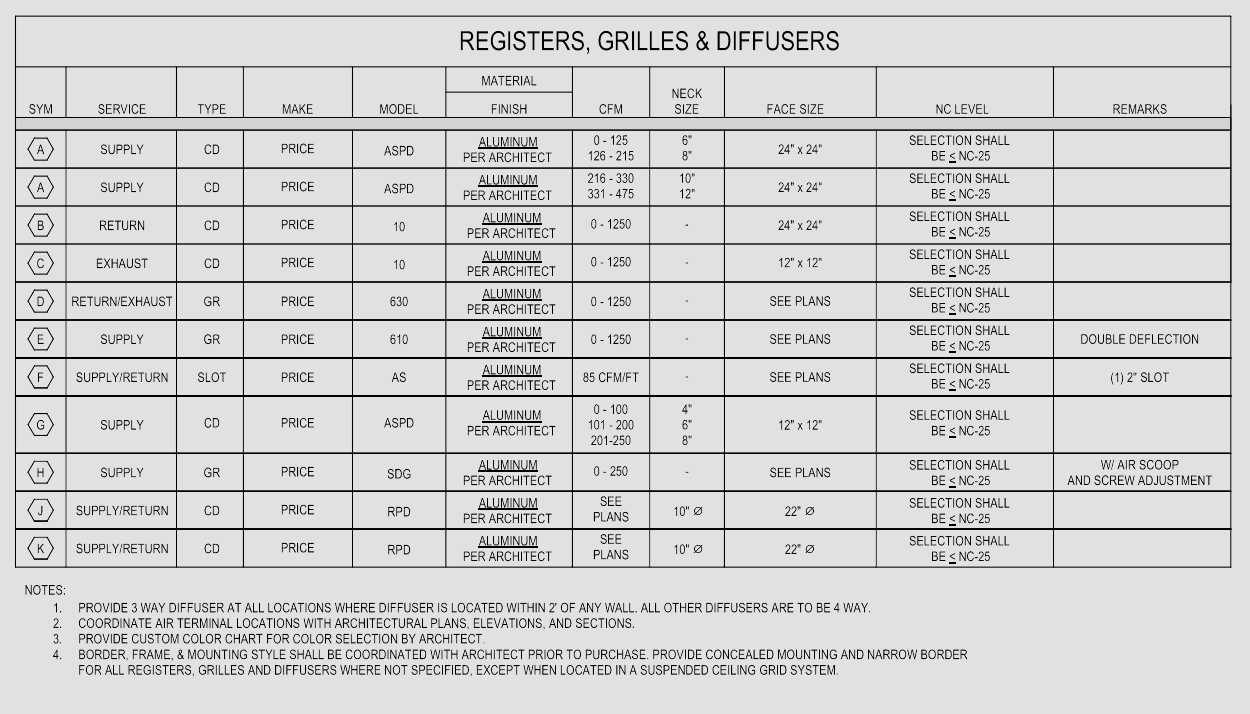 REGISTERS, GRILLES & DIFFUSERS
SYM SERVICE TYPE MAKE MODEL MATERIAL FINISH CFM NECK SIZE FACE SIZE NC LEVEL REMARKS
A SUPPLY CD PRICE ASPD ALUMINUM PER ARCHITECT 0 - 125 126 - 215 6" 8" 24" x 24" SELECTION SHALL BE ≤ NC-25
A SUPPLY CD PRICE ASPD ALUMINUM PER ARCHITECT 216 - 330 331 - 475 10" 12" 24" x 24" SELECTION SHALL BE ≤ NC-25
B RETURN CD PRICE 10 ALUMINUM PER ARCHITECT 0 - 1250 - 24" x 24" SELECTION SHALL BE ≤ NC-25
C EXHAUST CD PRICE 10 ALUMINUM PER ARCHITECT 0 - 1250 - 12" x 12" SELECTION SHALL BE ≤ NC-25
D RETURN/EXHAUST GR PRICE 630 ALUMINUM PER ARCHITECT 0 - 1250 - SEE PLANS SELECTION SHALL BE ≤ NC-25
E SUPPLY GR PRICE 610 ALUMINUM PER ARCHITECT 0 - 1250 - SEE PLANS SELECTION SHALL BE ≤ NC-25 DOUBLE DEFLECTION
F SUPPLY/RETURN SLOT PRICE AS ALUMINUM PER ARCHITECT 85 CFM/FT - SEE PLANS SELECTION SHALL BE ≤ NC-25 (1) 2" SLOT
G SUPPLY CD PRICE ASPD ALUMINUM PER ARCHITECT 0 - 100 101 - 200 201-250 4" 6" 8" 12" x 12" SELECTION SHALL BE ≤ NC-25
H SUPPLY GR PRICE SDG ALUMINUM PER ARCHITECT 0 - 250 - SEE PLANS SELECTION SHALL BE ≤ NC-25 W/ AIR SCOOP AND SCREW ADJUSTMENT
J SUPPLY/RETURN CD PRICE RPD ALUMINUM PER ARCHITECT SEE PLANS 10" Ø 22" Ø SELECTION SHALL BE ≤ NC-25
K SUPPLY/RETURN CD PRICE RPD ALUMINUM PER ARCHITECT SEE PLANS 10" Ø 22" Ø SELECTION SHALL BE ≤ NC-25
NOTES:
1. PROVIDE 3 WAY DIFFUSER AT ALL LOCATIONS WHERE DIFFUSER IS LOCATED WITHIN 2' OF ANY WALL. ALL OTHER DIFFUSERS ARE TO BE 4 WAY.
2. COORDINATE AIR TERMINAL LOCATIONS WITH ARCHITECTURAL PLANS, ELEVATIONS, AND SECTIONS.
3. PROVIDE CUSTOM COLOR CHART FOR COLOR SELECTION BY ARCHITECT.
4. BORDER, FRAME, & MOUNTING STYLE SHALL BE COORDINATED WITH ARCHITECT PRIOR TO PURCHASE. PROVIDE CONCEALED MOUNTING AND NARROW BORDER
FOR ALL REGISTERS, GRILLES AND DIFFUSERS WHERE NOT SPECIFIED, EXCEPT WHEN LOCATED IN A SUSPENDED CEILING GRID SYSTEM.